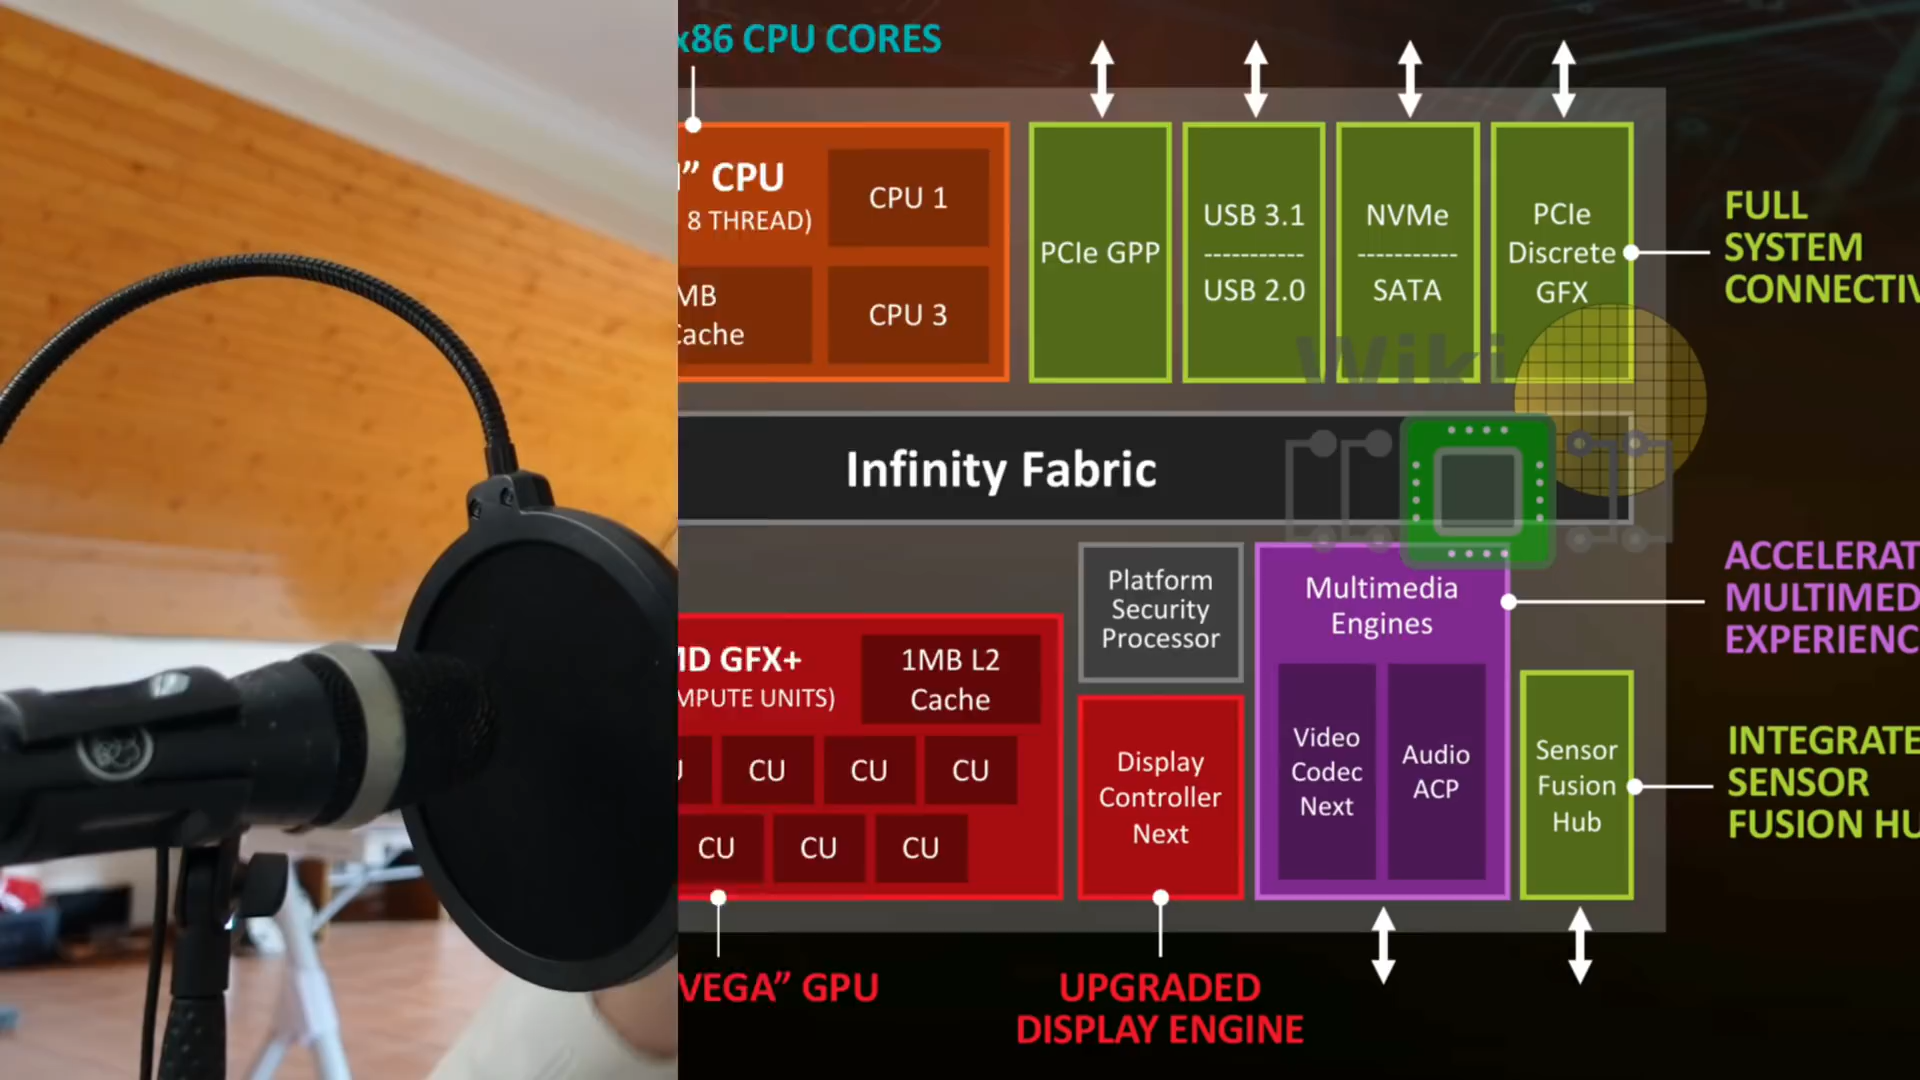 x86 CPU CORES
” CPU
8 THREAD)
CPU 1
MB
Cache
CPU 3
PCIe GPP
USB 3.1
-----------
USB 2.0
NVMe
-----------
SATA
PCIe
Discrete
GFX
FULL
SYSTEM
CONNECTIV
Wiki
Infinity Fabric
Platform
Security
Processor
Multimedia
Engines
ACCELERAT
MULTIMED
EXPERIENC
MD GFX+
MPUTE UNITS)
1MB L2
Cache
CU
CU
CU
CU
CU
CU
Display
Controller
Next
Video
Codec
Next
Audio
ACP
Sensor
Fusion
Hub
INTEGRATE
SENSOR
FUSION HU
VEGA” GPU
UPGRADED
DISPLAY ENGINE